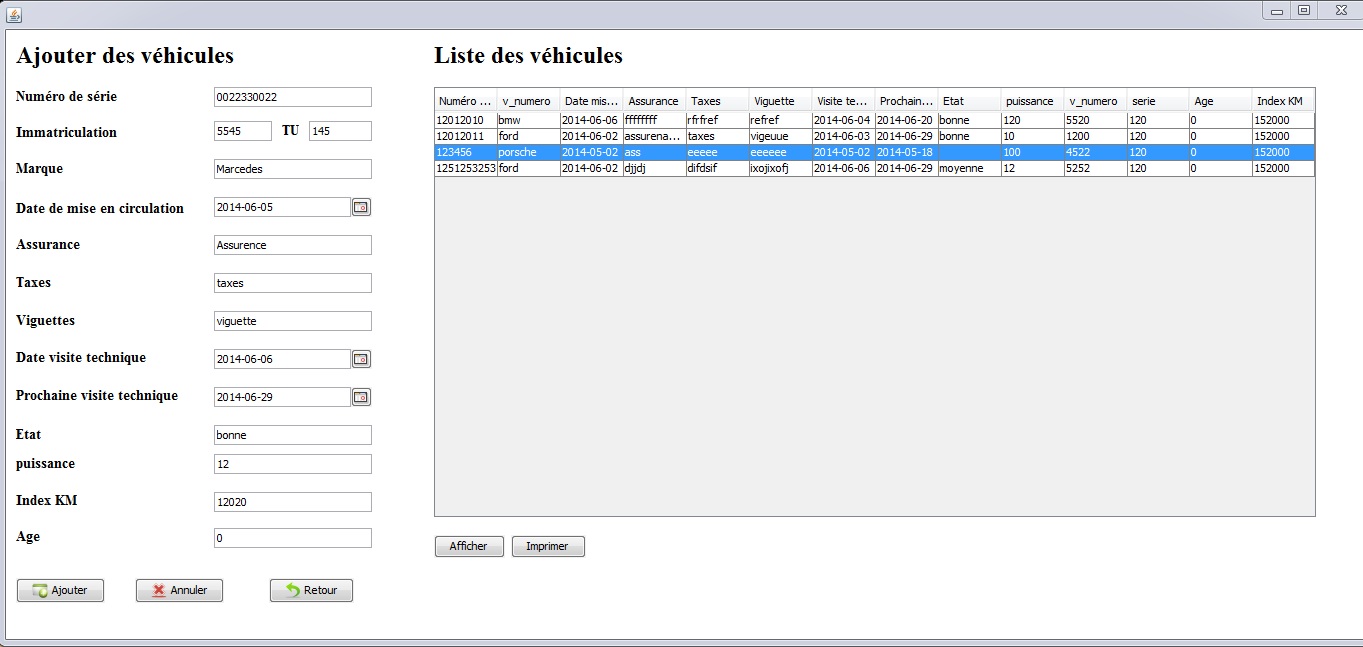 Ajouter des véhicules
Numéro de série 0022330022
Immatriculation 5545 TU 145
Marque Marcedes
Date de mise en circulation 2014-06-05
Assurance Assurence
Taxes taxes
Viguettes viguette
Date visite technique 2014-06-06
Prochaine visite technique 2014-06-29
Etat bonne
puissance 12
Index KM 12020
Age 0
Ajouter Annuler Retour
Liste des véhicules
Numéro ... v_numero Date mis... Assurance Taxes Viguette Visite te... Prochain... Etat puissance v_numero serie Age Index KM
12012010 bmw 2014-06-06 ffffffff rfrfref refref 2014-06-04 2014-06-20 bonne 120 5520 120 0 152000
12012011 ford 2014-06-02 assurena... taxes vigeuue 2014-06-03 2014-06-29 bonne 10 1200 120 0 152000
123456 porsche 2014-05-02 ass eeeee eeeeee 2014-05-02 2014-05-18 100 4522 120 0 152000
1251253253 ford 2014-06-02 djjdj difdsif ixojixofj 2014-06-06 2014-06-29 moyenne 12 5252 120 0 152000
Afficher Imprimer